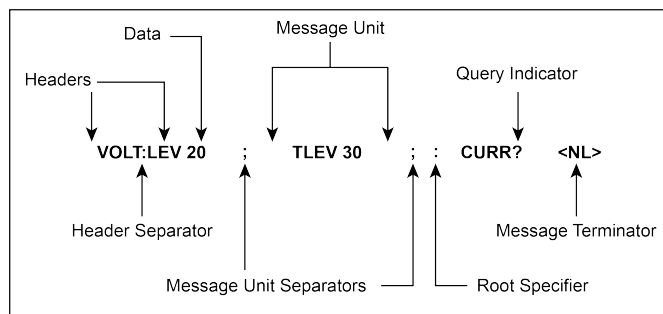 Data
Message Unit
Headers
Query Indicator
VOLT:LEV 20 ; TLEV 30 ; : CURR? <NL>
Header Separator
Message Terminator
Message Unit Separators
Root Specifier